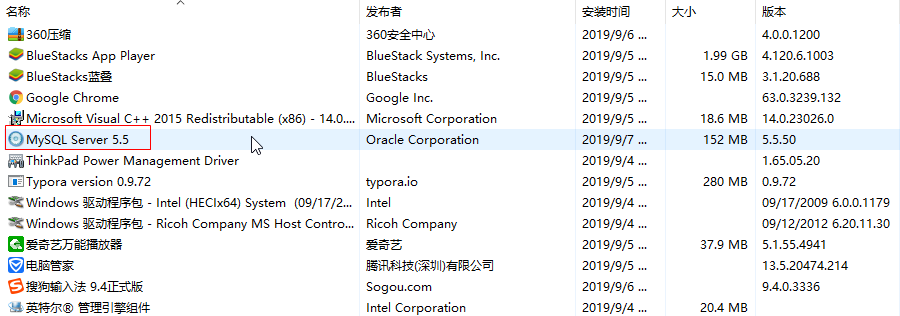 名称 发布者 安装时间 大小 版本
360压缩 360安全中心 2019/9/6 ... 4.0.0.1200
BlueStacks App Player BlueStack Systems, Inc. 2019/9/5 ... 1.99 GB 4.120.6.1003
BlueStacks蓝叠 BlueStacks 2019/9/5 ... 15.0 MB 3.1.20.688
Google Chrome Google Inc. 2019/9/5 ... 63.0.3239.132
Microsoft Visual C++ 2015 Redistributable (x86) - 14.0.... Microsoft Corporation 2019/9/5 ... 18.6 MB 14.0.23026.0
MySQL Server 5.5 Oracle Corporation 2019/9/7 ... 152 MB 5.5.50
ThinkPad Power Management Driver 2019/9/4 ... 1.65.05.20
Typora version 0.9.72 typora.io 2019/9/5 ... 280 MB 0.9.72
Windows 驱动程序包 - Intel (HECIx64) System (09/17/2... Intel 2019/9/4 ... 09/17/2009 6.0.0.1179
Windows 驱动程序包 - Ricoh Company MS Host Contro... Ricoh Company 2019/9/4 ... 09/12/2012 6.20.11.30
爱奇艺万能播放器 爱奇艺 2019/9/5 ... 37.9 MB 5.1.55.4941
电脑管家 腾讯科技(深圳)有限公司 2019/9/5 ... 13.5.20474.214
搜狗输入法 9.4正式版 Sogou.com 2019/9/5 ... 9.4.0.3336
英特尔® 管理引擎组件 Intel Corporation 2019/9/4 ... 20.4 MB